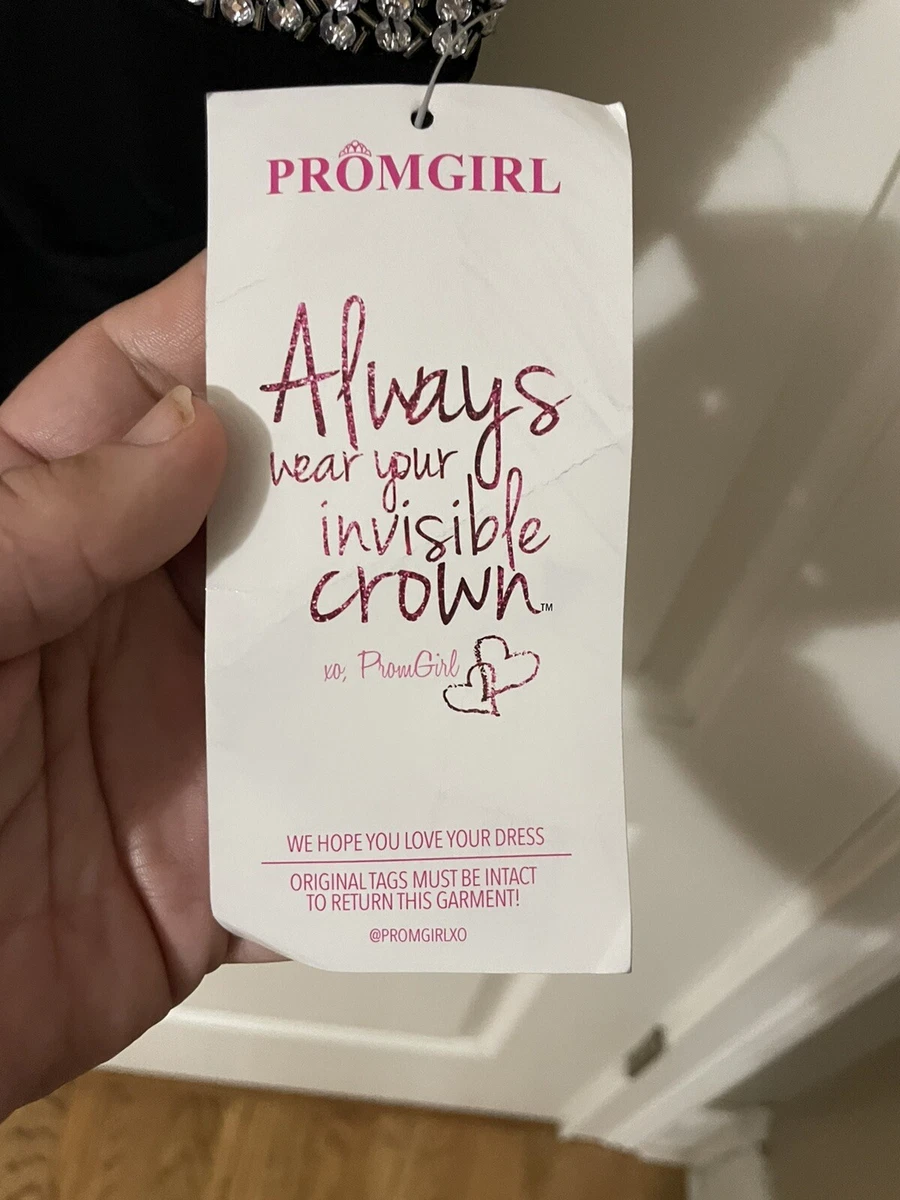 PROMGIRL
Always
wear your
invisible
crown™
xo, PromGirl
WE HOPE YOU LOVE YOUR DRESS
ORIGINAL TAGS MUST BE INTACT
TO RETURN THIS GARMENT!
@PROMGIRLXO